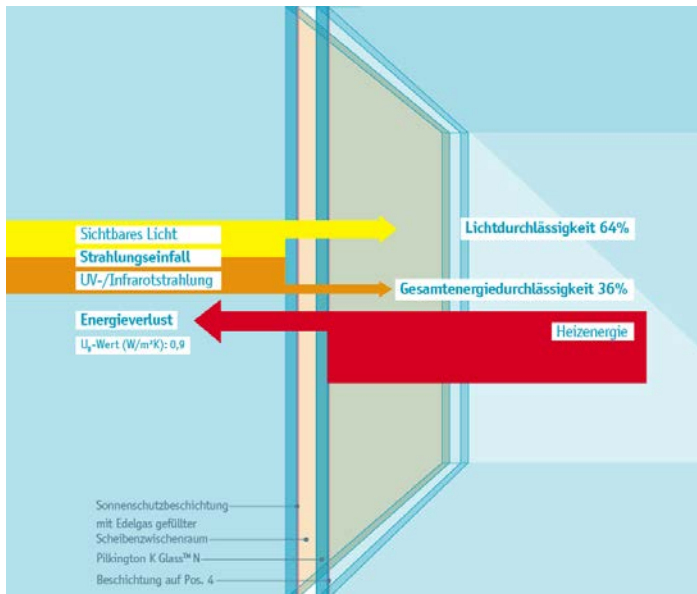 Sichtbares Licht
Lichtdurchlässigkeit 64%
Strahlungseinfall
UV-/Infrarotstrahlung
Gesamtenergiedurchlässigkeit 36%
Energieverlust
Heizenergie
Ug-Wert (W/m²K): 0,9
Sonnenschutzbeschichtung
mit Edelgas gefüllter
Scheibenzwischenraum
Pilkington K Glass™ N
Beschichtung auf Pos. 4